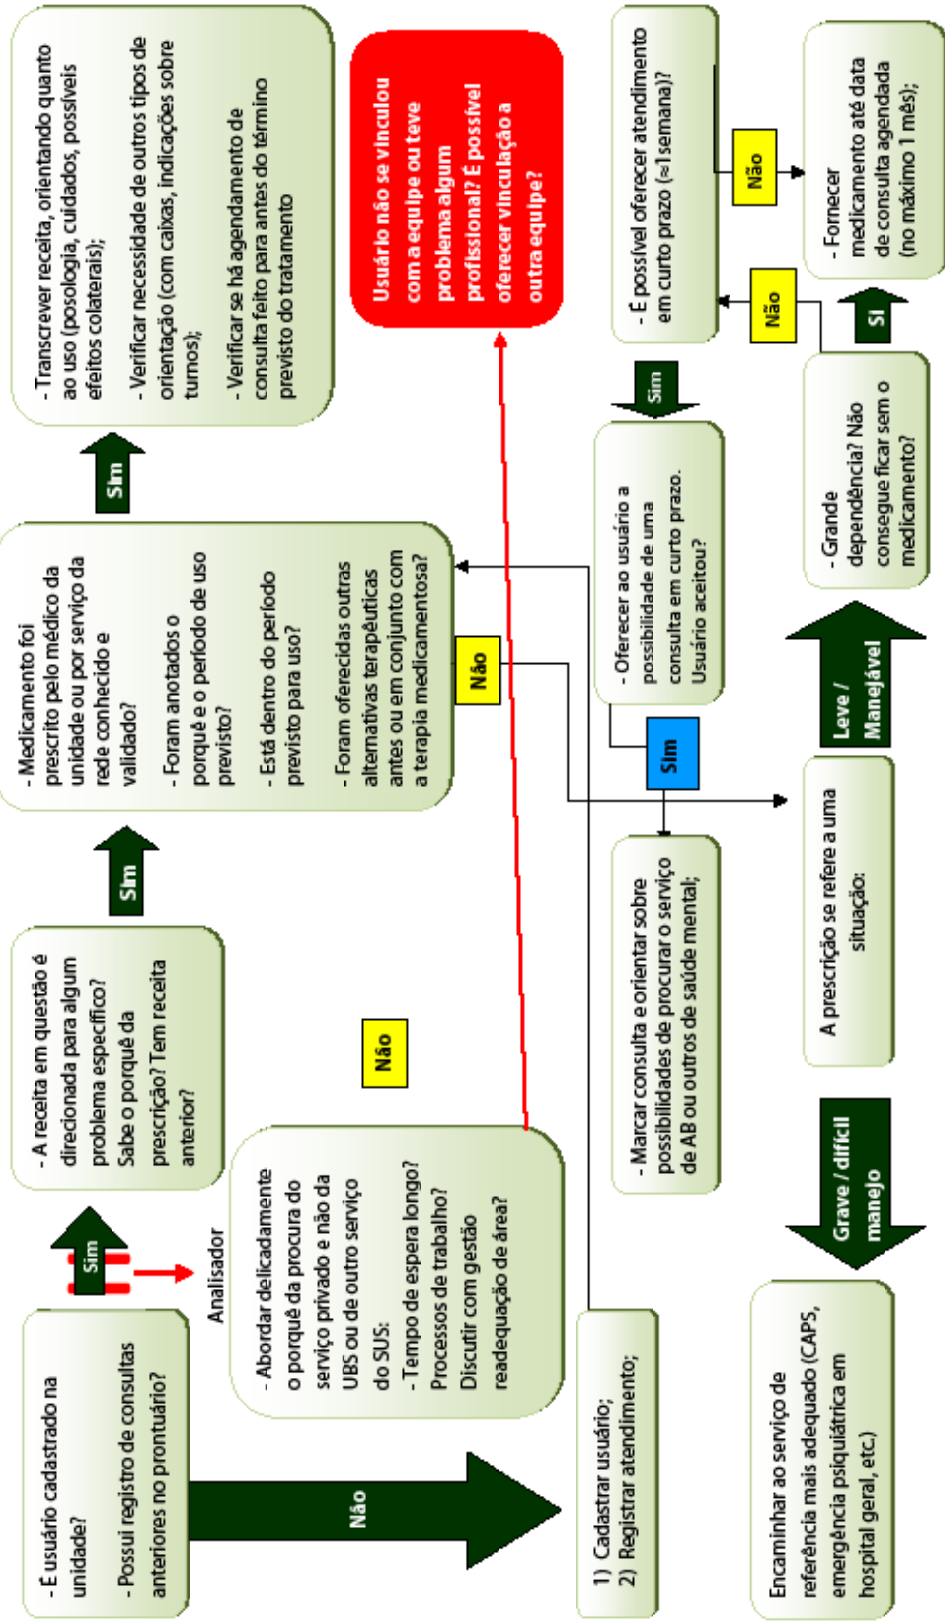 - É usuário cadastrado na
unidade?
- Possui registro de consultas
anteriores no prontuário?
Sim
- A receita em questão é
direcionada para algum
problema específico?
Sabe o porquê da
prescrição? Tem receita
anterior?
Sim
- Medicamento foi
prescrito pelo médico da
unidade ou por serviço da
rede conhecido e
validado?
- Foram anotados o
porquê e o período de uso
previsto?
- Está dentro do período
previsto para uso?
- Foram oferecidas outras
alternativas terapêuticas
antes ou em conjunto com
a terapia medicamentosa?
Sim
- Transcrever receita, orientando quanto
ao uso (posologia, cuidados, possíveis
efeitos colaterais);
- Verificar necessidade de outros tipos de
orientação (com caixas, indicações sobre
turnos);
- Verificar se há agendamento de
consulta feito para antes do término
previsto do tratamento
Analisador
- Abordar delicadamente
o porquê da procura do
serviço privado e não da
UBS ou de outro serviço
do SUS:
- Tempo de espera longo?
Processos de trabalho?
Discutir com gestão
readequação de área?
Não
Não
Usuário não se vinculou
com a equipe ou teve
problema algum
profissional? É possível
oferecer vinculação a
outra equipe?
Não
1) Cadastrar usuário;
2) Registrar atendimento;
- Marcar consulta e orientar sobre
possibilidades de procurar o serviço
de AB ou outros de saúde mental;
Sim
- Oferecer ao usuário a
possibilidade de uma
consulta em curto prazo.
Usuário aceitou?
Sim
- É possível oferecer atendimento
em curto prazo (≈1semana)?
Não
Não
Encaminhar ao serviço de
referência mais adequado (CAPS,
emergência psiquiátrica em
hospital geral, etc.)
Grave / difícil
manejo
A prescrição se refere a uma
situação:
Leve /
Manejável
- Grande
dependência? Não
consegue ficar sem o
medicamento?
Si
- Fornecer
medicamento até data
de consulta agendada
(no máximo 1 mês);